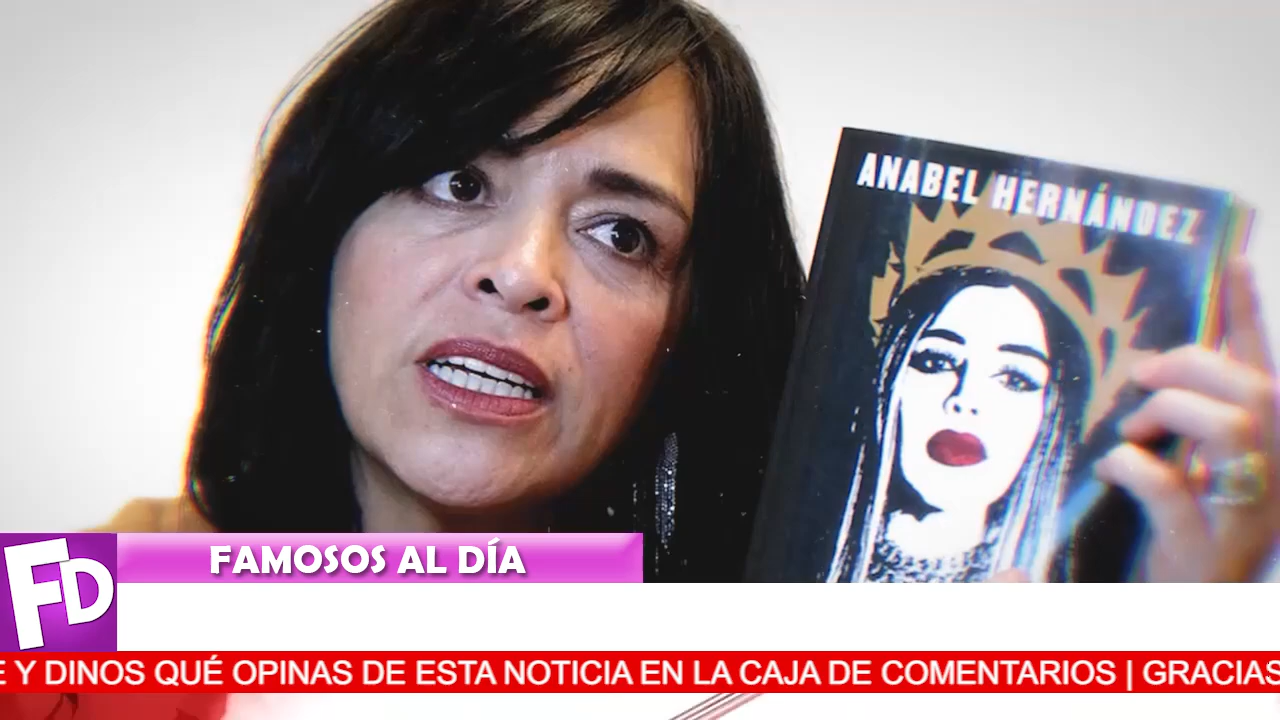 ANABEL HERNÁNDEZ
FAMOSOS AL DÍA
FD
E Y DINOS QUÉ OPINAS DE ESTA NOTICIA EN LA CAJA DE COMENTARIOS | GRACIAS